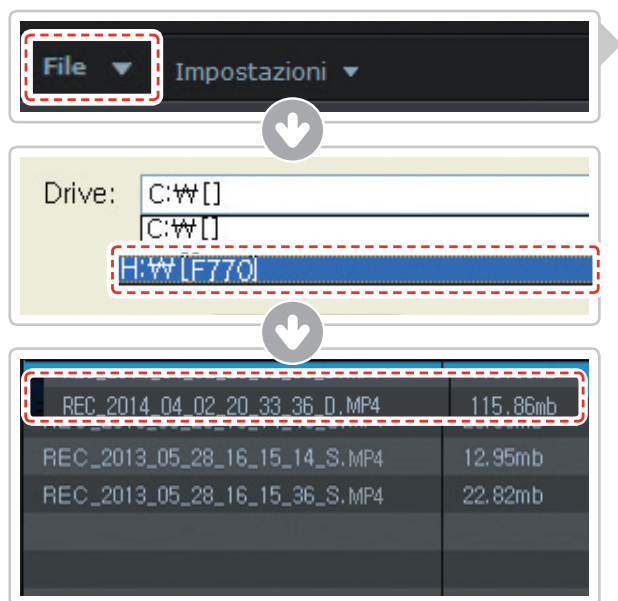 File ▼ Impostazioni ▼
Drive: C:₩[]
C:₩[]
H:₩[F770]
REC_2014_04_02_20_33_36_D.MP4 115.86mb
REC_2013_05_28_16_15_14_S.MP4 12.95mb
REC_2013_05_28_16_15_36_S.MP4 22.82mb